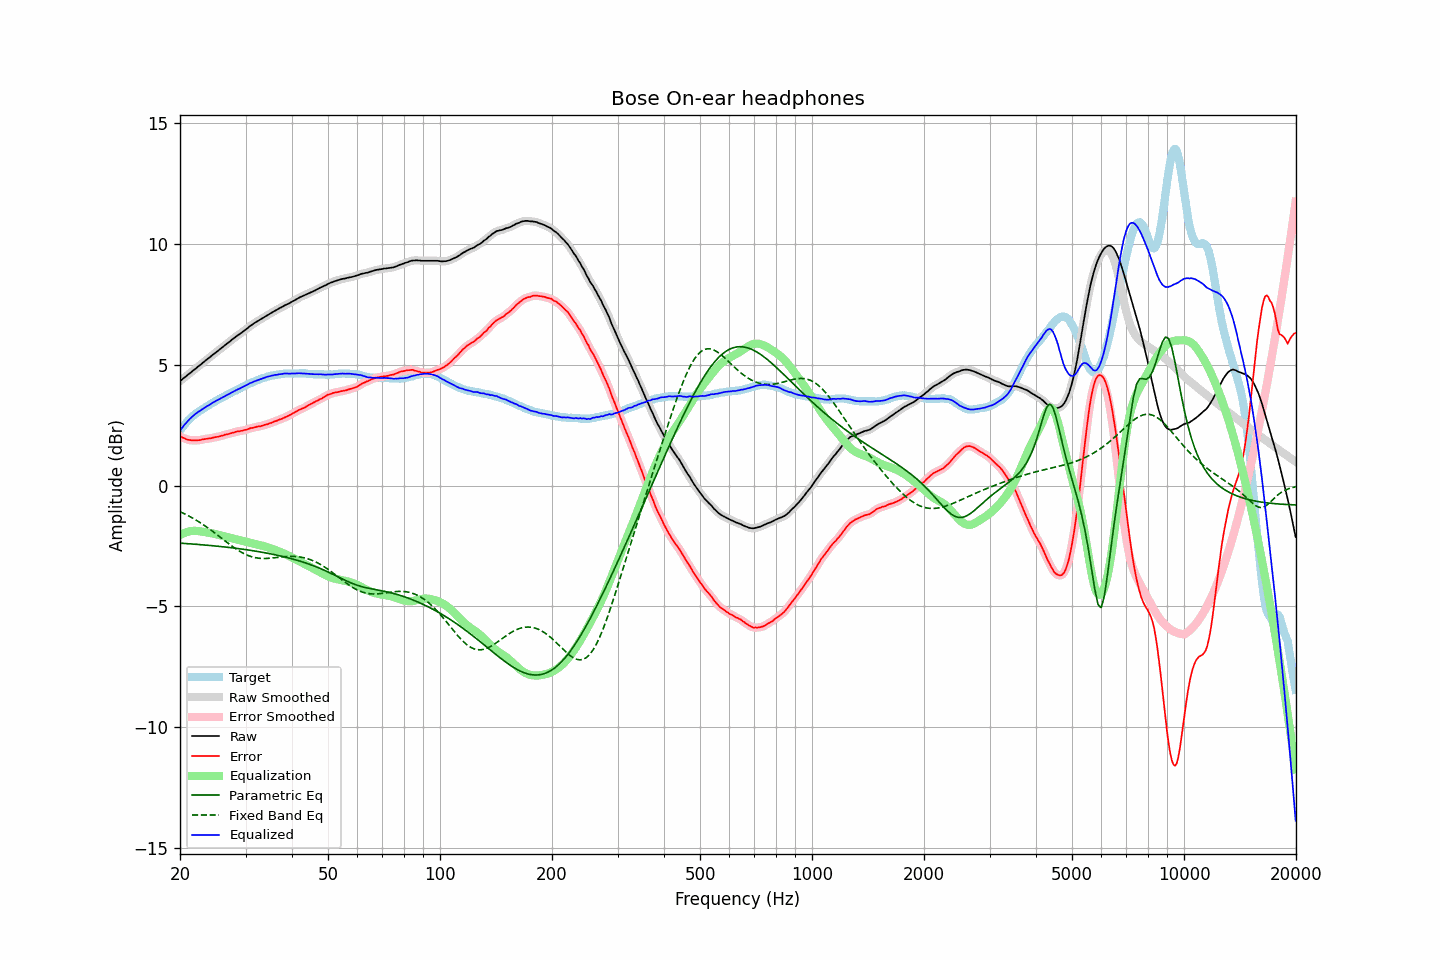 Bose On-ear headphones
15
10
5
0
−5
−10
−15
Amplitude (dBr)
Target
Raw Smoothed
Error Smoothed
Raw
Error
Equalization
Parametric Eq
Fixed Band Eq
Equalized
20 50 100 200 500 1000 2000 5000 10000 20000
Frequency (Hz)